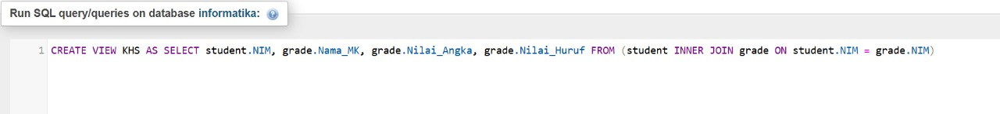 Run SQL query/queries on database informatika:
1 CREATE VIEW KHS AS SELECT student.NIM, grade.Nama_MK, grade.Nilai_Angka, grade.Nilai_Huruf FROM (student INNER JOIN grade ON student.NIM = grade.NIM)